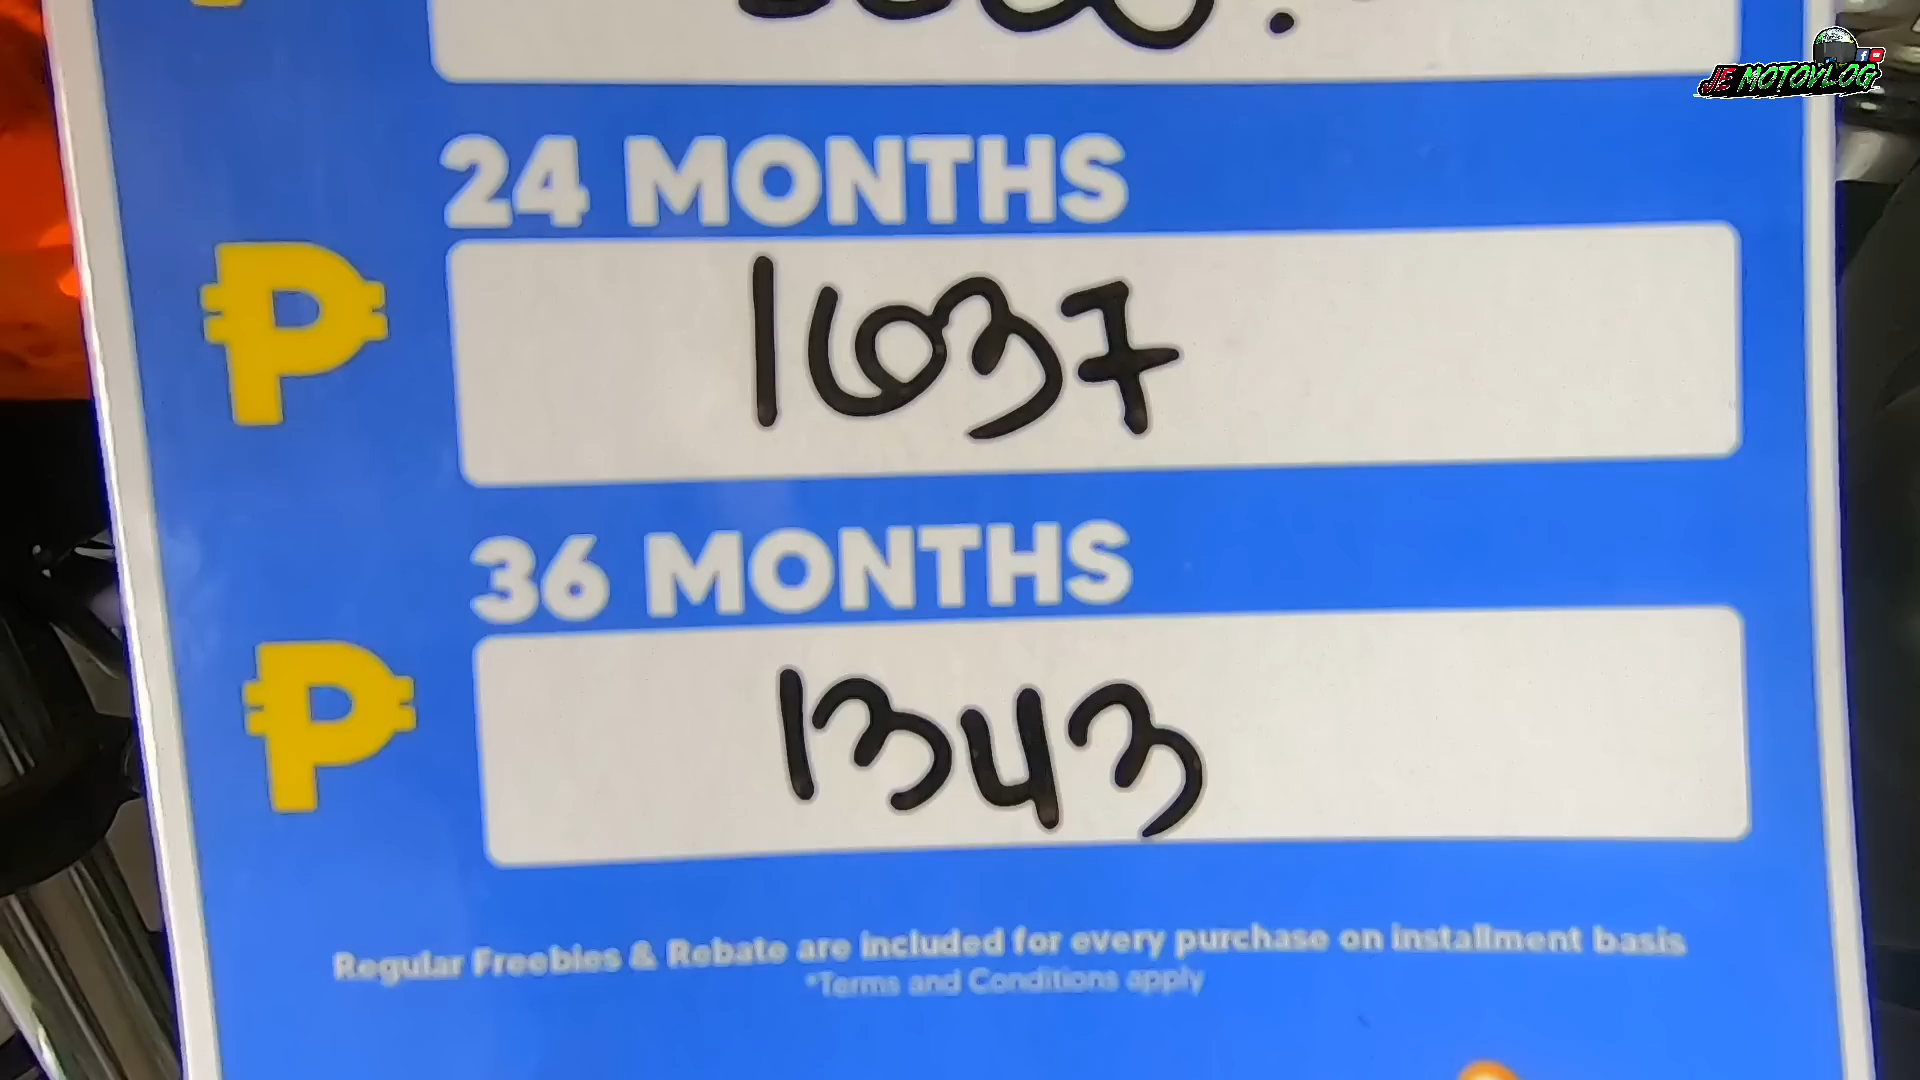 JE MOTOVLOG
24 MONTHS
₱ 1637
36 MONTHS
₱ 1343
Regular Freebies & Rebate are included for every purchase on installment basis
*Terms and Conditions apply